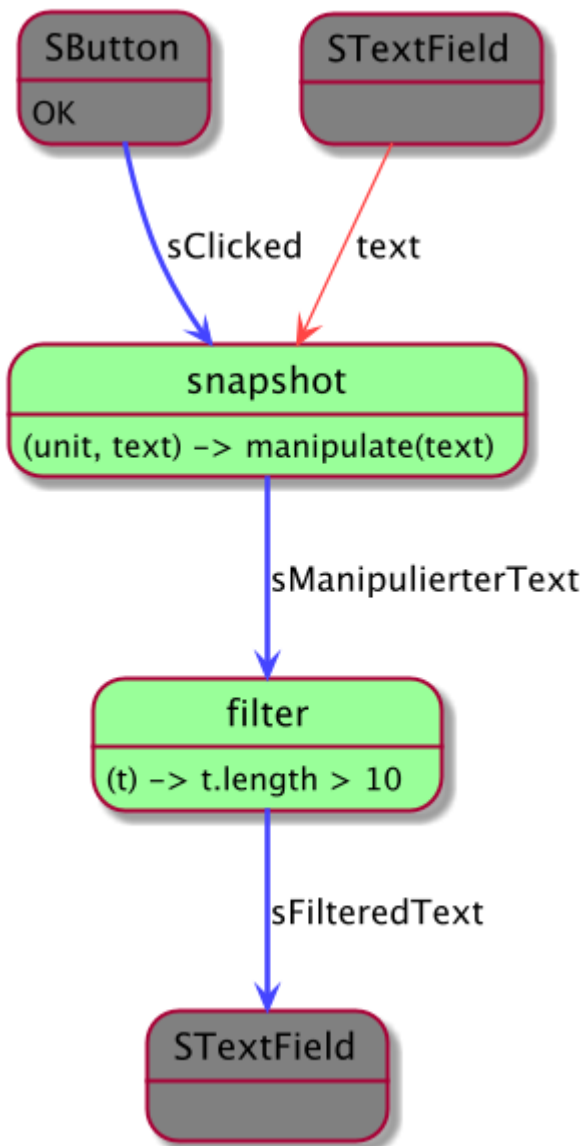 SButton
OK
STextField
sClicked
text
snapshot
(unit, text) -> manipulate(text)
sManipulierterText
filter
(t) -> t.length > 10
sFilteredText
STextField